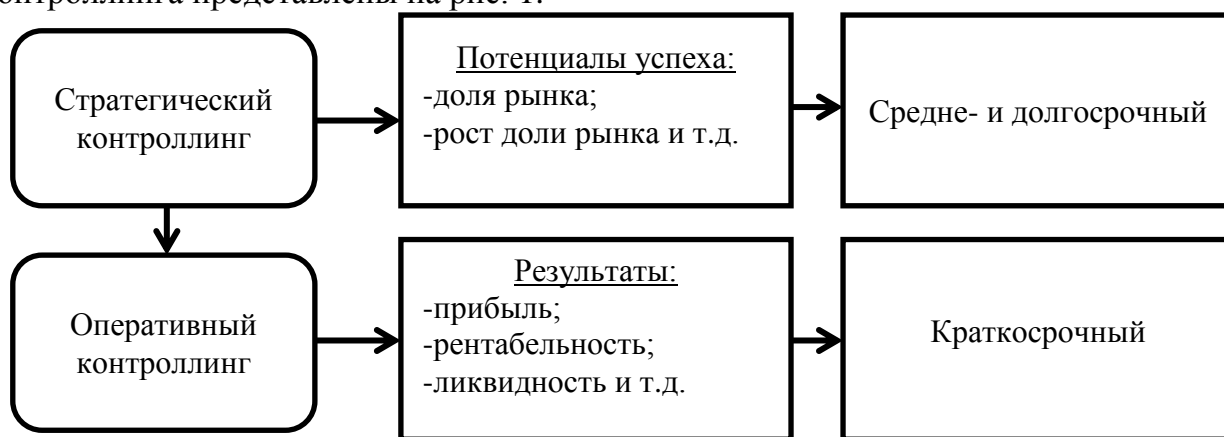 представлены на рис. 1.
Стратегический
контроллинг
Потенциалы успеха:
-доля рынка;
-рост доли рынка и т.д.
Средне- и долгосрочный
Оперативный
контроллинг
Результаты:
-прибыль;
-рентабельность;
-ликвидность и т.д.
Краткосрочный